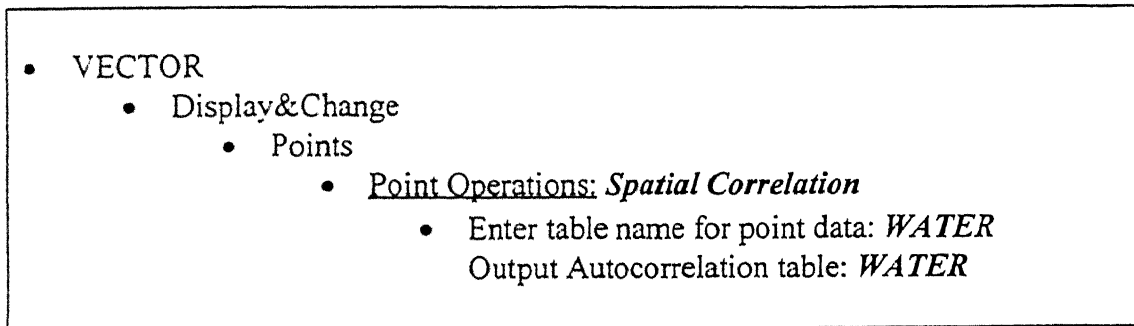 • VECTOR
• Display&Change
• Points
• Point Operations: Spatial Correlation
• Enter table name for point data: WATER
Output Autocorrelation table: WATER